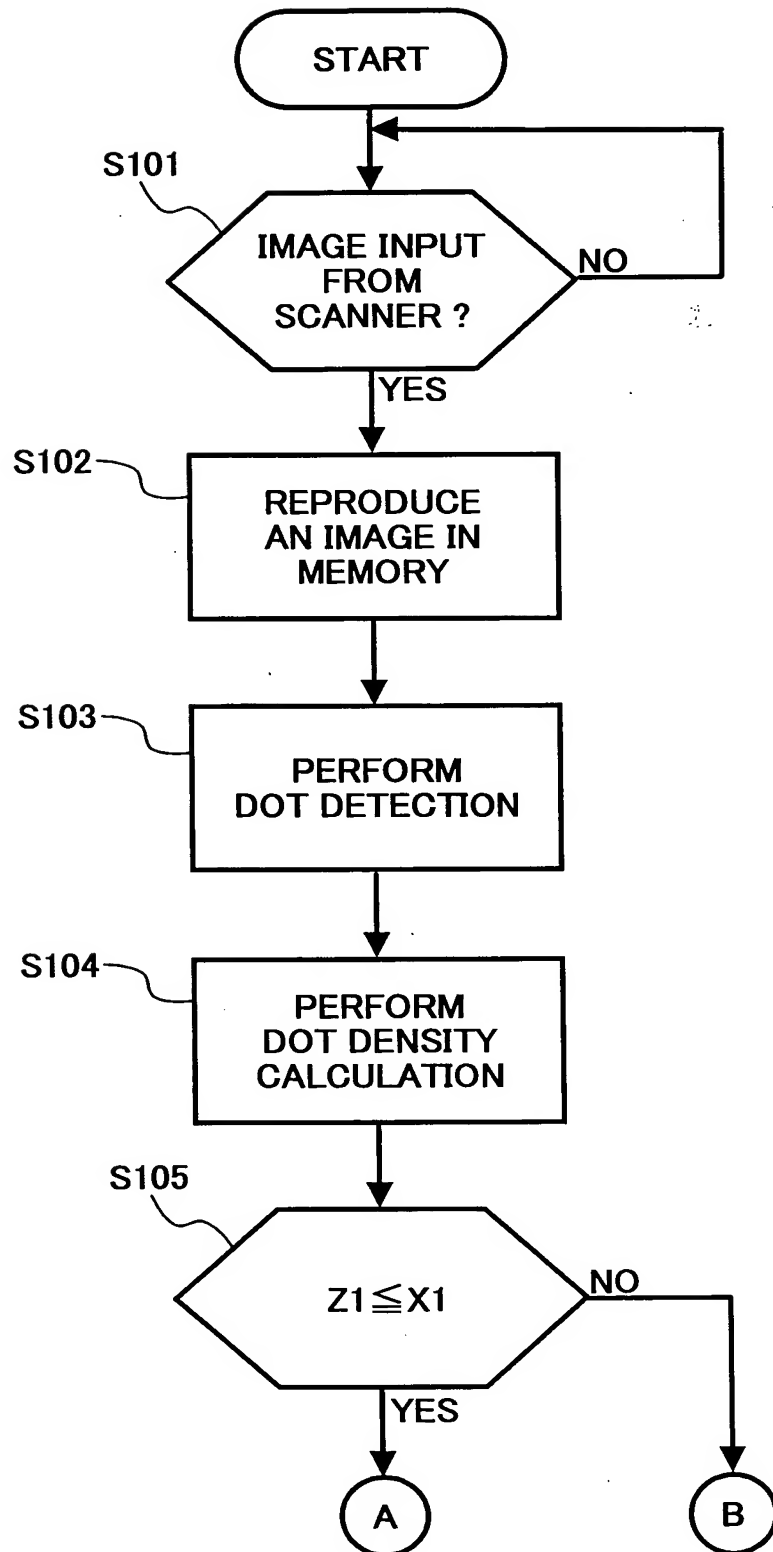 START
S101
IMAGE INPUT
FROM
SCANNER ?
NO
YES
S102
REPRODUCE
AN IMAGE IN
MEMORY
S103
PERFORM
DOT DETECTION
S104
PERFORM
DOT DENSITY
CALCULATION
S105
Z1≦X1
NO
YES
A
B